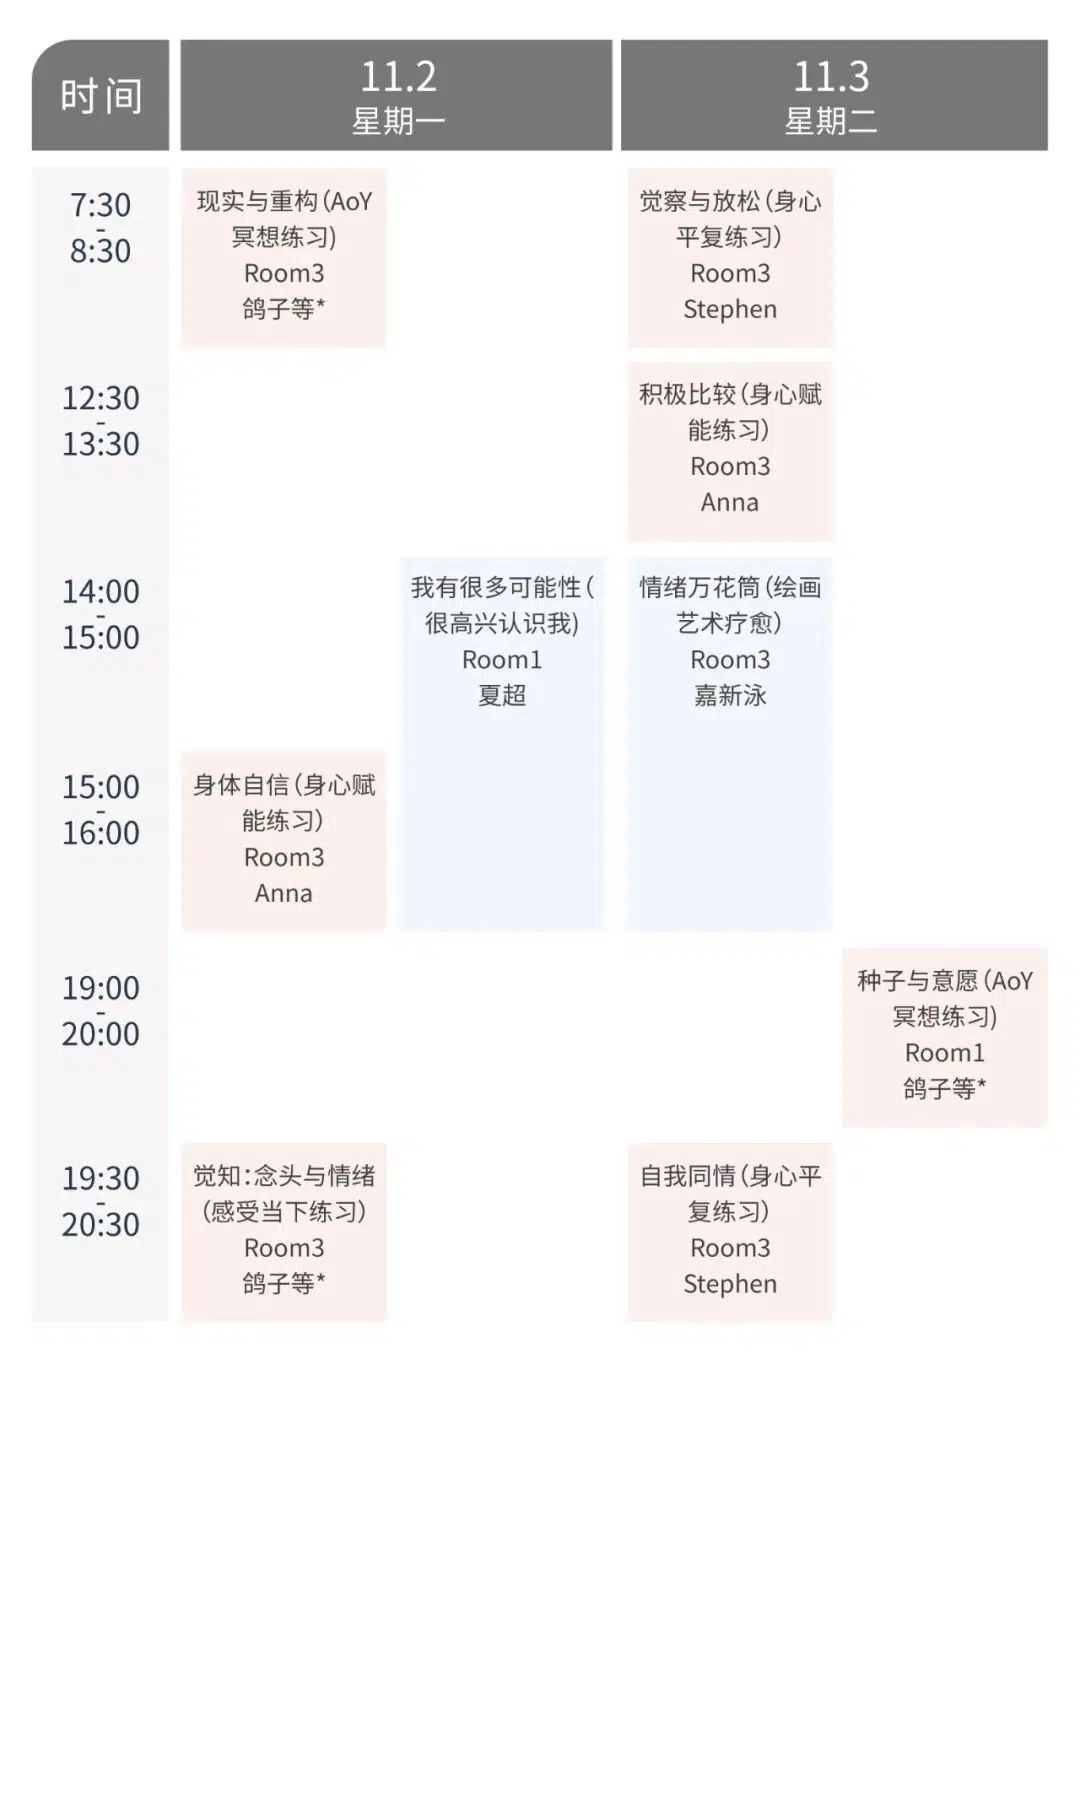 时间
11.2
星期一
11.3
星期二
7:30
-
8:30
现实与重构(AoY
冥想练习)
Room3
鸽子等*
觉察与放松(身心
平复练习)
Room3
Stephen
12:30
-
13:30
积极比较(身心赋
能练习)
Room3
Anna
14:00
-
15:00
我有很多可能性(
很高兴认识我)
Room1
夏超
情绪万花筒(绘画
艺术疗愈)
Room3
嘉新泳
15:00
-
16:00
身体自信(身心赋
能练习)
Room3
Anna
19:00
-
20:00
种子与意愿(AoY
冥想练习)
Room1
鸽子等*
19:30
-
20:30
觉知:念头与情绪
(感受当下练习)
Room3
鸽子等*
自我同情(身心平
复练习)
Room3
Stephen